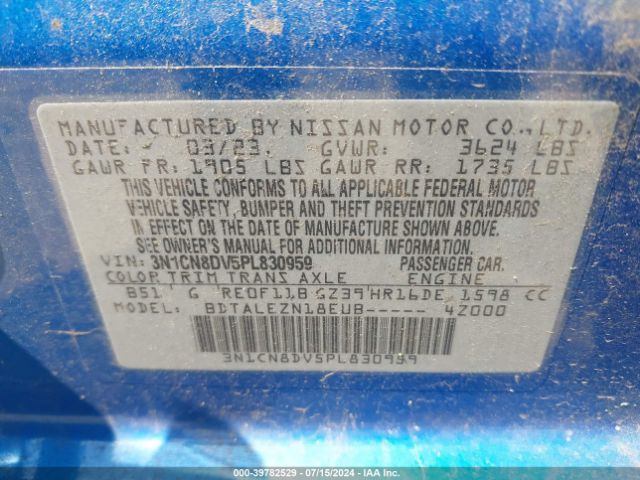 MANUFACTURED BY NISSAN MOTOR CO.,LTD.
DATE: 03/23 GVWR: 3624 LBS
GAWR FR: 1905 LBS GAWR RR: 1735 LBS
THIS VEHICLE CONFORMS TO ALL APPLICABLE FEDERAL MOTOR
VEHICLE SAFETY, BUMPER AND THEFT PREVENTION STANDARDS
IN EFFECT ON THE DATE OF MANUFACTURE SHOWN ABOVE.
SEE OWNER'S MANUAL FOR ADDITIONAL INFORMATION.
VIN: 3N1CN8DV5PL830959 PASSENGER CAR.
COLOR TRIM TRANS AXLE ENGINE
B51 G RE0F11B GZ39 HR16DE 1598 CC
MODEL: BDTALEZN18EUB----- 4Z000
3N1CN8DV5PL830959
000-39782529 - 07/15/2024 - IAA Inc.